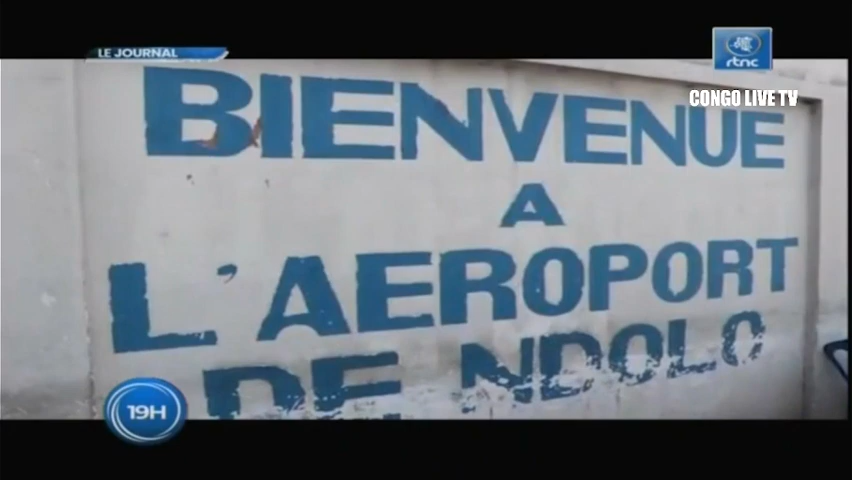 LE JOURNAL
rtnc
CONGO LIVE TV
BIENVENUE
A
L'AEROPORT
DE NDOLO
19H